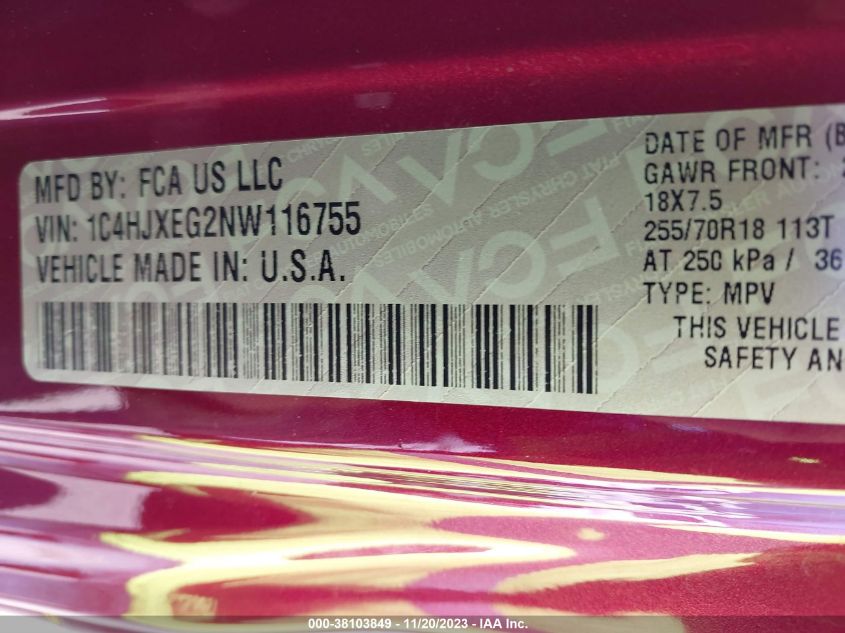 MFD BY: FCA US LLC
VIN: 1C4HJXEG2NW116755
VEHICLE MADE IN: U.S.A.
DATE OF MFR (B
GAWR FRONT:
18X7.5
255/70R18 113T
AT 250 kPa / 36
TYPE: MPV
THIS VEHICLE
SAFETY AN
000-38103849 - 11/20/2023 - IAA Inc.